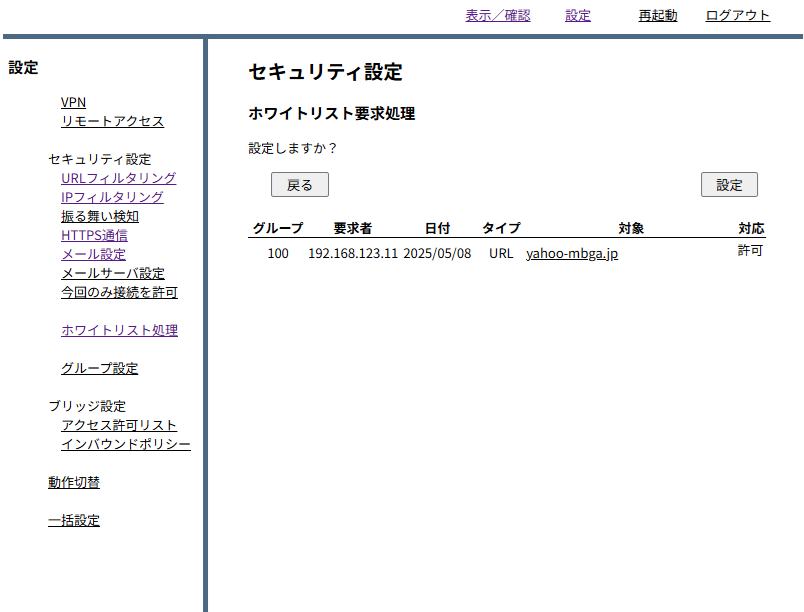 表示／確認 設定 再起動 ログアウト
設定
VPN
リモートアクセス
セキュリティ設定
URLフィルタリング
IPフィルタリング
振る舞い検知
HTTPS通信
メール設定
メールサーバ設定
今回のみ接続を許可
ホワイトリスト処理
グループ設定
ブリッジ設定
アクセス許可リスト
インバウンドポリシー
動作切替
一括設定
セキュリティ設定
ホワイトリスト要求処理
設定しますか？
戻る 設定
グループ 要求者 日付 タイプ 対象 対応
100 192.168.123.11 2025/05/08 URL yahoo-mbga.jp 許可